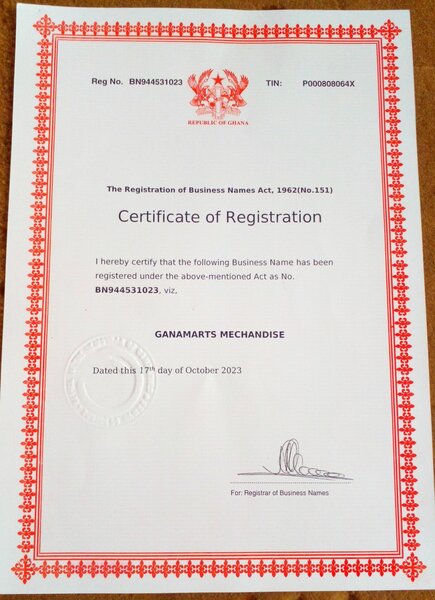 Reg No. BN944531023 TIN: P000808064X
REPUBLIC OF GHANA
The Registration of Business Names Act, 1962(No.151)
Certificate of Registration
I hereby certify that the following Business Name has been
registered under the above-mentioned Act as No.
BN944531023, viz,
GANAMARTS MECHANDISE
Dated this 17th day of October 2023
For: Registrar of Business Names